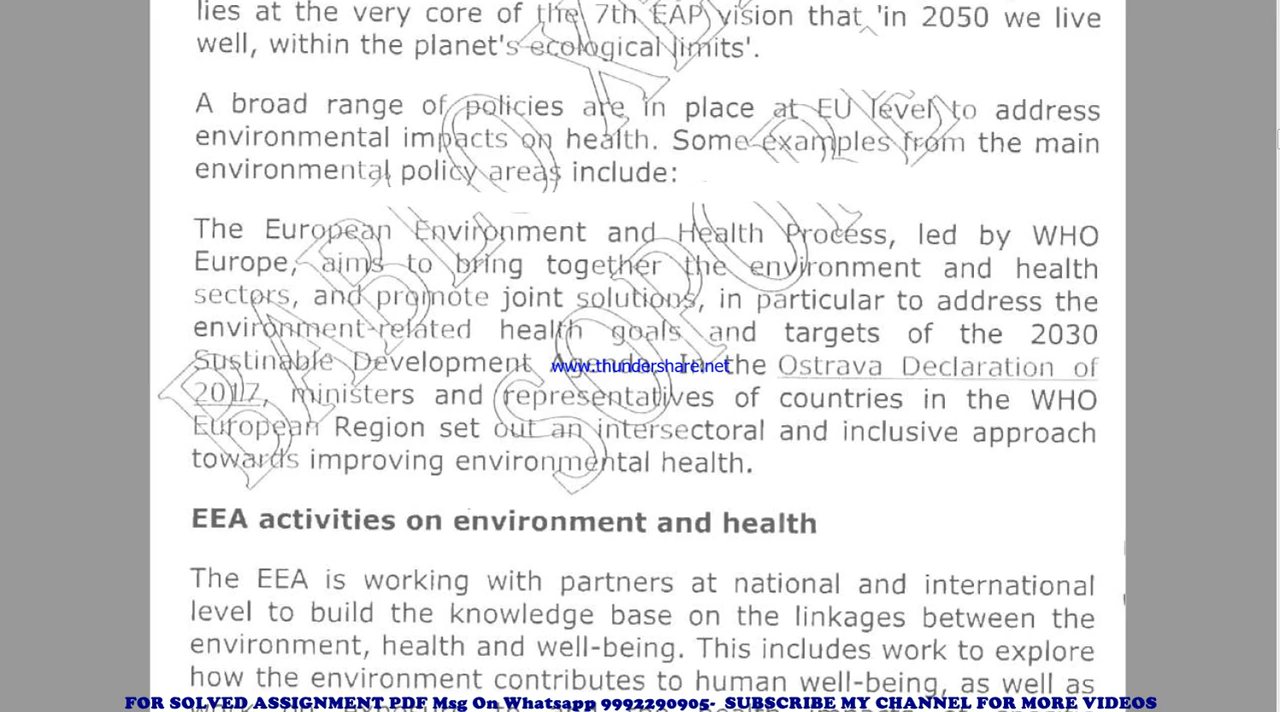 lies at the very core of the 7th EAP vision that 'in 2050 we live
well, within the planet's ecological limits'.
A broad range of policies are in place at EU level to address
environmental impacts on health. Some examples from the main
environmental policy areas include:
The European Environment and Health Process, led by WHO
Europe, aims to bring together the environment and health
sectors, and promote joint solutions, in particular to address the
environment-related health goals and targets of the 2030
Sustinable Development www.thundershare.net the Ostrava Declaration of
2017, ministers and representatives of countries in the WHO
European Region set out an intersectoral and inclusive approach
towards improving environmental health.
EEA activities on environment and health
The EEA is working with partners at national and international
level to build the knowledge base on the linkages between the
environment, health and well-being. This includes work to explore
how the environment contributes to human well-being, as well as
FOR SOLVED ASSIGNMENT PDF Msg On Whatsapp 9992290905- SUBSCRIBE MY CHANNEL FOR MORE VIDEOS